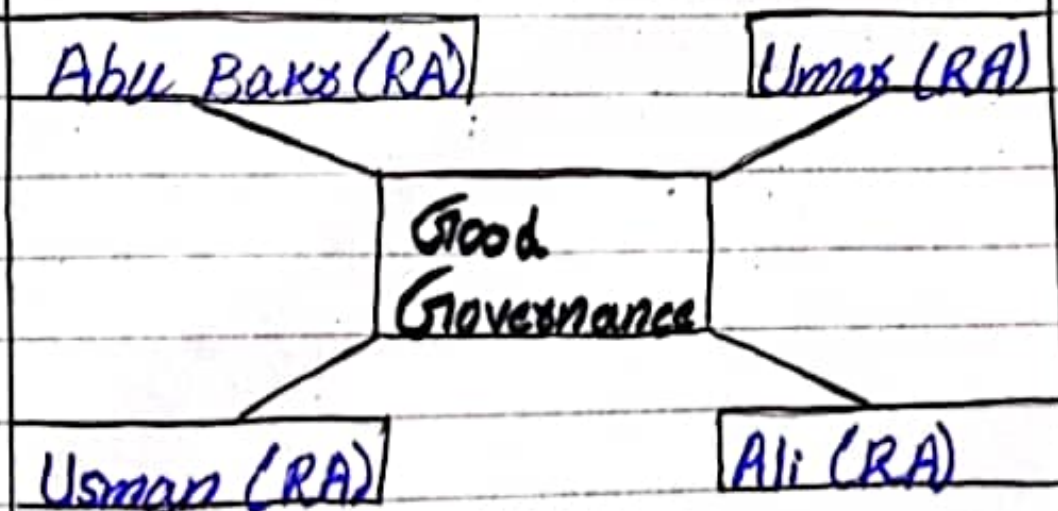 Abu Bakr (RA)
Umar (RA)
Good
Governance
Usman (RA)
Ali (RA)